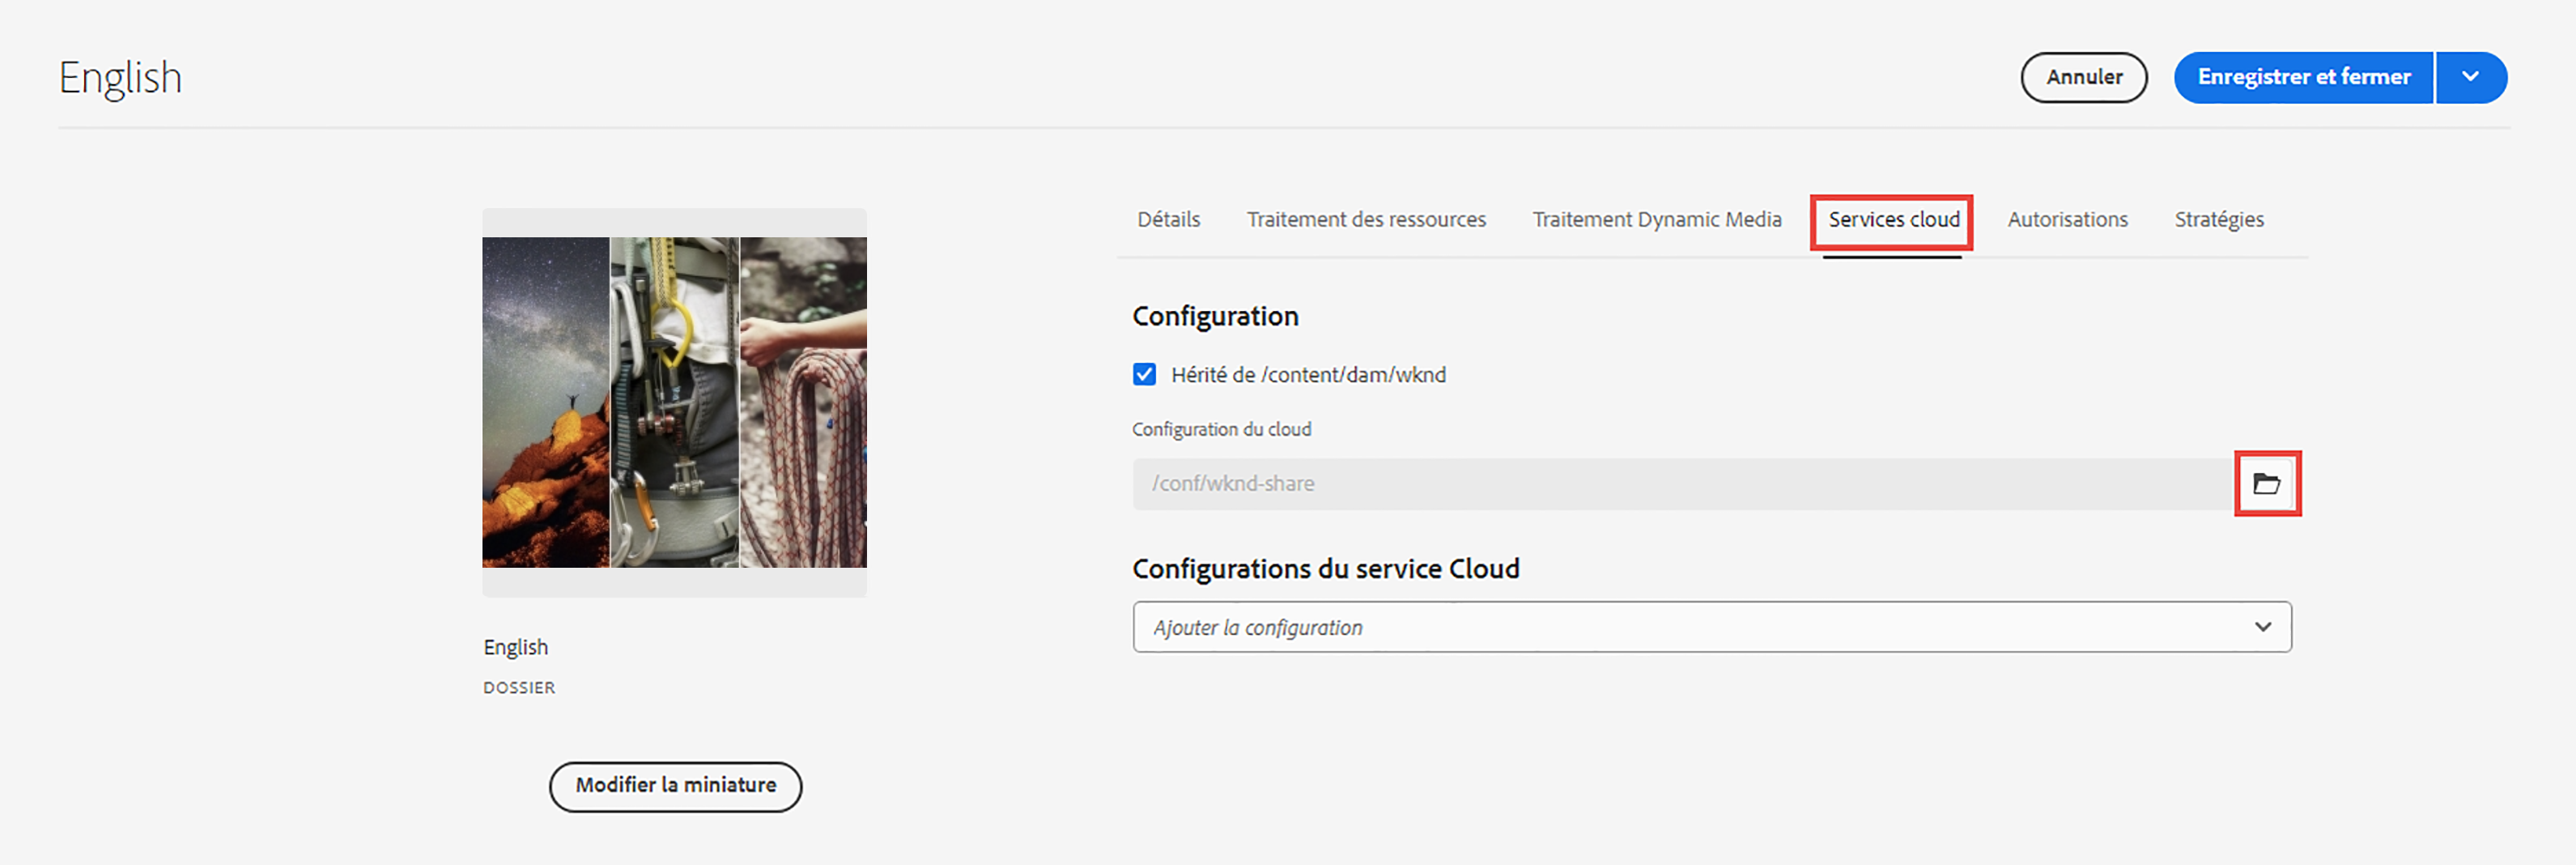 English
Annuler
Enregistrer et fermer
Détails
Traitement des ressources
Traitement Dynamic Media
Services cloud
Autorisations
Stratégies
Configuration
Hérité de /content/dam/wknd
Configuration du cloud
/conf/wknd-share
Configurations du service Cloud
Ajouter la configuration
English
DOSSIER
Modifier la miniature